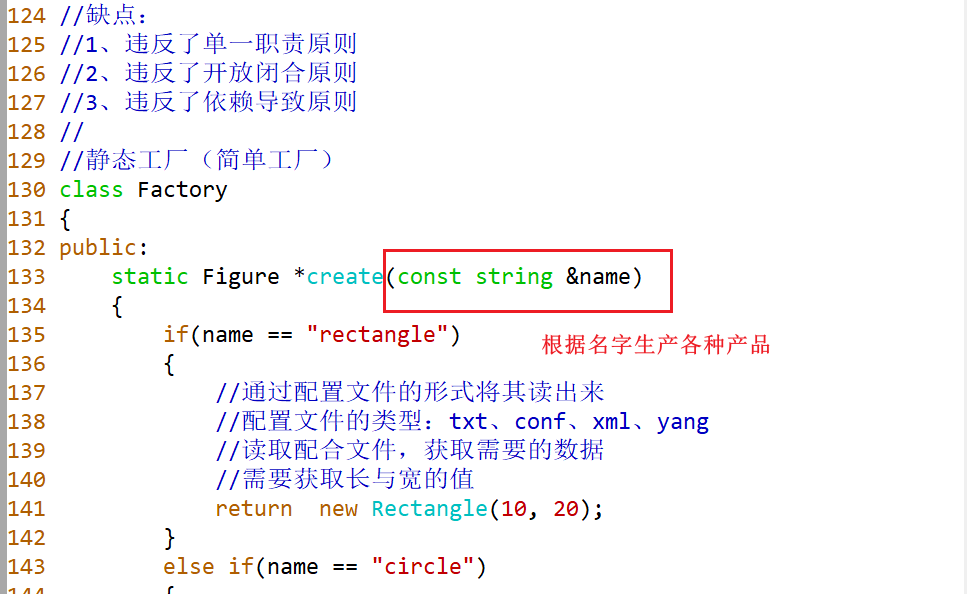 124 //缺点:
125 //1、违反了单一职责原则
126 //2、违反了开放闭合原则
127 //3、违反了依赖导致原则
128 //
129 //静态工厂（简单工厂）
130 class Factory
131 {
132 public:
133     static Figure *create(const string &name)
134     {
135         if(name == "rectangle")
根据名字生产各种产品
136         {
137             //通过配置文件的形式将其读出来
138             //配置文件的类型: txt、conf、xml、yang
139             //读取配合文件，获取需要的数据
140             //需要获取长与宽的值
141             return  new Rectangle(10, 20);
142         }
143         else if(name == "circle")
144         {